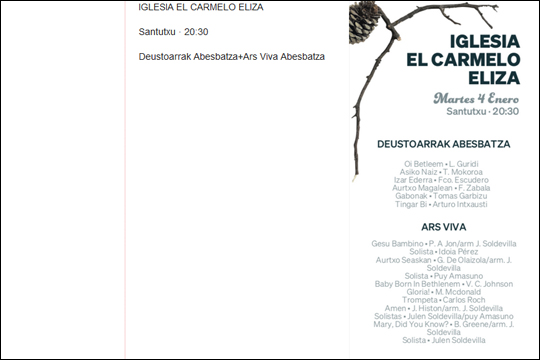 IGLESIA EL CARMELO ELIZA
Santutxu · 20:30
Deustoarrak Abesbatza+Ars Viva Abesbatza
IGLESIA
EL CARMELO
ELIZA
Martes 4 Enero
Santutxu · 20:30
DEUSTOARRAK ABESBATZA
Oi Betleem • L. Guridi
Asiko Naiz • T. Mokoroa
Izar Ederra • Fco. Escudero
Aurtxo Magalean • F. Zabala
Gabonak • Tomas Garbizu
Tingar Bi • Arturo Intxausti
ARS VIVA
Gesu Bambino • P. A Jon/arm J. Soldevilla
Solista • Idoia Pérez
Aurtxo Seaskan • G. De Olaizola/arm. J.
Soldevilla
Solista • Puy Amasuno
Baby Born In Bethlenem • V. C. Johnson
Gloria! • M. Mcdonald
Trompeta • Carlos Roch
Amen • J. Histon/arm. J. Soldevilla
Solistas • Julen Soldevilla/puy Amasuno
Mary, Did You Know? • B. Greene/arm. J.
Soldevilla
Solista • Julen Soldevilla